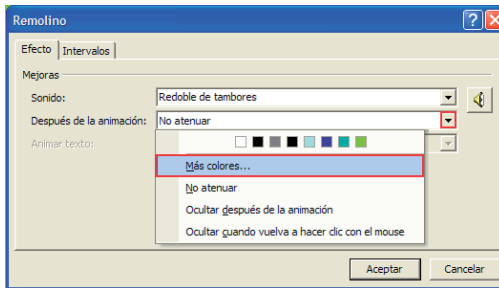 Remolino
Efecto Intervalos
Mejoras
Sonido: Redoble de tambores
Después de la animación: No atenuar
Animar texto:
Más colores...
No atenuar
Ocultar después de la animación
Ocultar cuando vuelva a hacer clic con el mouse
Aceptar Cancelar